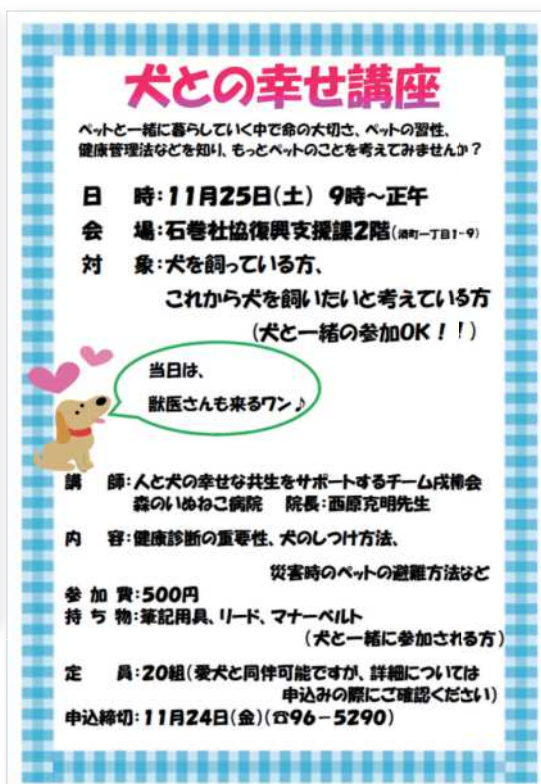 犬との幸せ講座
ペットと一緒に暮らしていく中で命の大切さ、ペットの習性、
健康管理法などを知り、もっとペットのことを考えてみませんか？
日　時：11月25日(土)　9時～正午
会　場：石巻社協復興支援課2階(湊町一丁目1-9)
対　象：犬を飼っている方、
これから犬を飼いたいと考えている方
(犬と一緒の参加OK！！)
当日は、
獣医さんも来るワン♪
講　師：人と犬の幸せな共生をサポートするチーム戌柳会
森のいぬねこ病院　院長：西原克明先生
内　容：健康診断の重要性、犬のしつけ方法、
災害時のペットの避難方法など
参 加 費：500円
持 ち 物：筆記用具、リード、マナーベルト
(犬と一緒に参加される方)
定　員：20組(愛犬と同伴可能ですが、詳細については
申込みの際にご確認ください)
申込締切：11月24日(金)(☎96－5290)